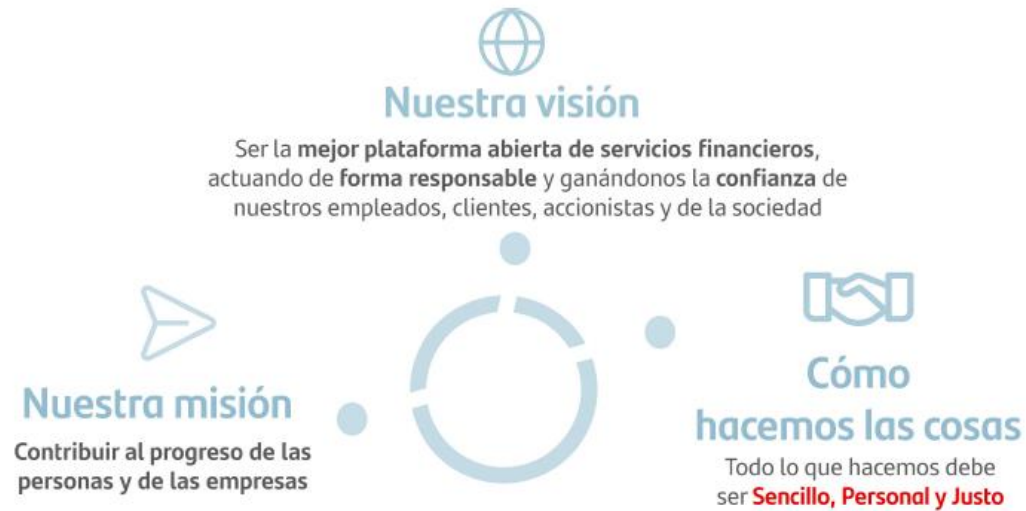 Nuestra visión
Ser la mejor plataforma abierta de servicios financieros,
actuando de forma responsable y ganándonos la confianza de
nuestros empleados, clientes, accionistas y de la sociedad
Nuestra misión
Contribuir al progreso de las
personas y de las empresas
Cómo
hacemos las cosas
Todo lo que hacemos debe
ser Sencillo, Personal y Justo